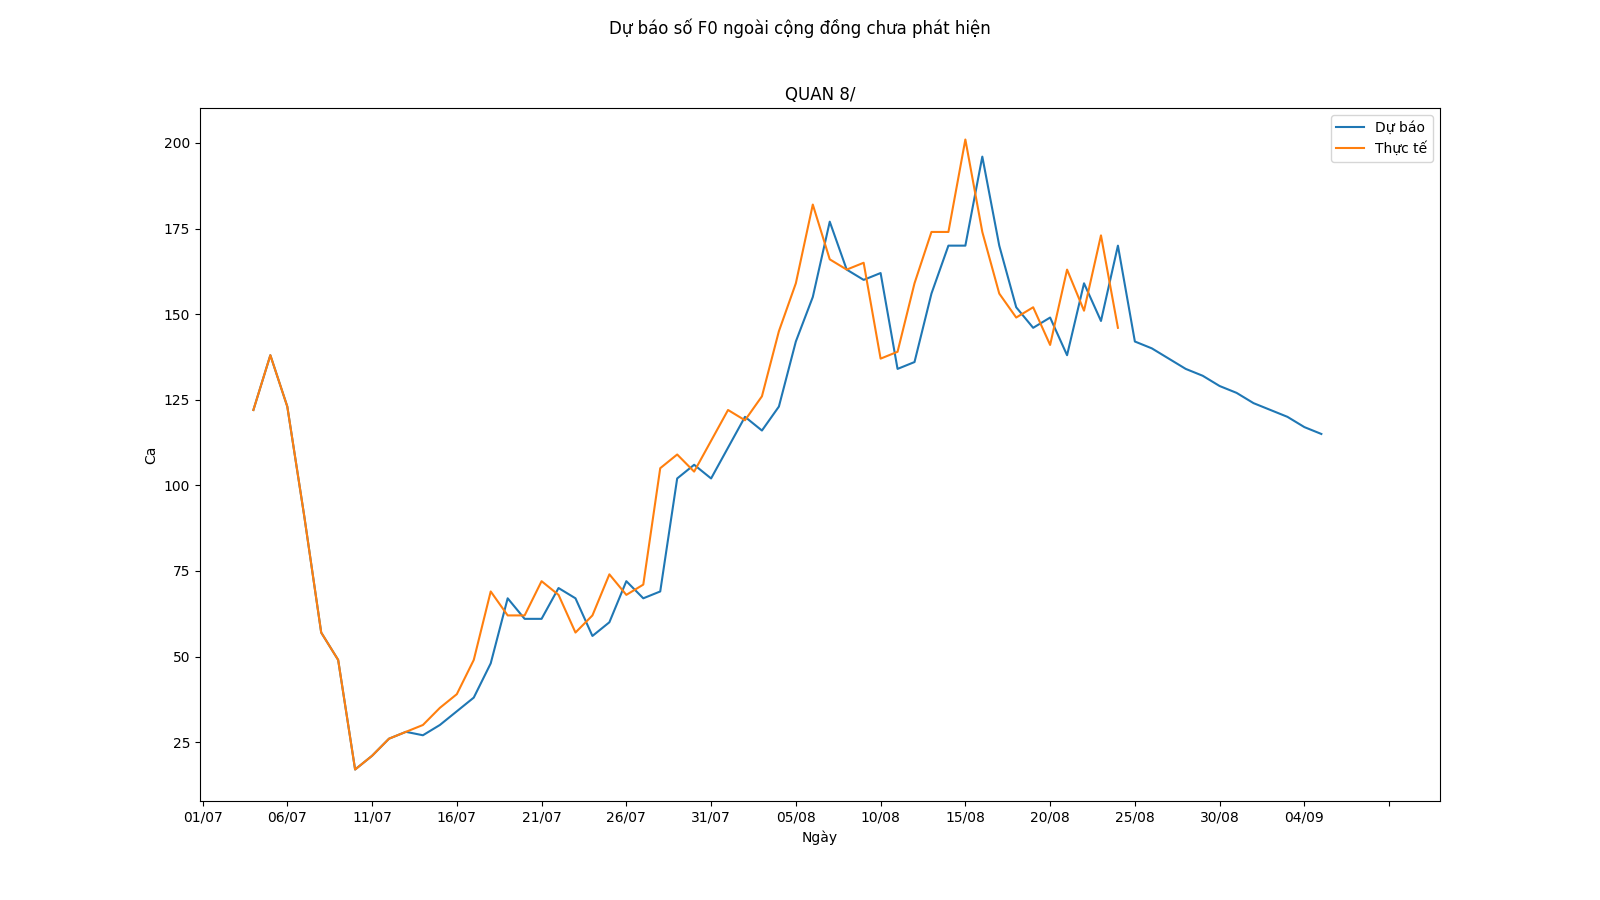 Dự báo số F0 ngoài cộng đồng chưa phát hiện
QUAN 8/
Dự báo
Thực tế
200
175
150
125
100
75
50
25
Ca
01/07 06/07 11/07 16/07 21/07 26/07 31/07 05/08 10/08 15/08 20/08 25/08 30/08 04/09
Ngày